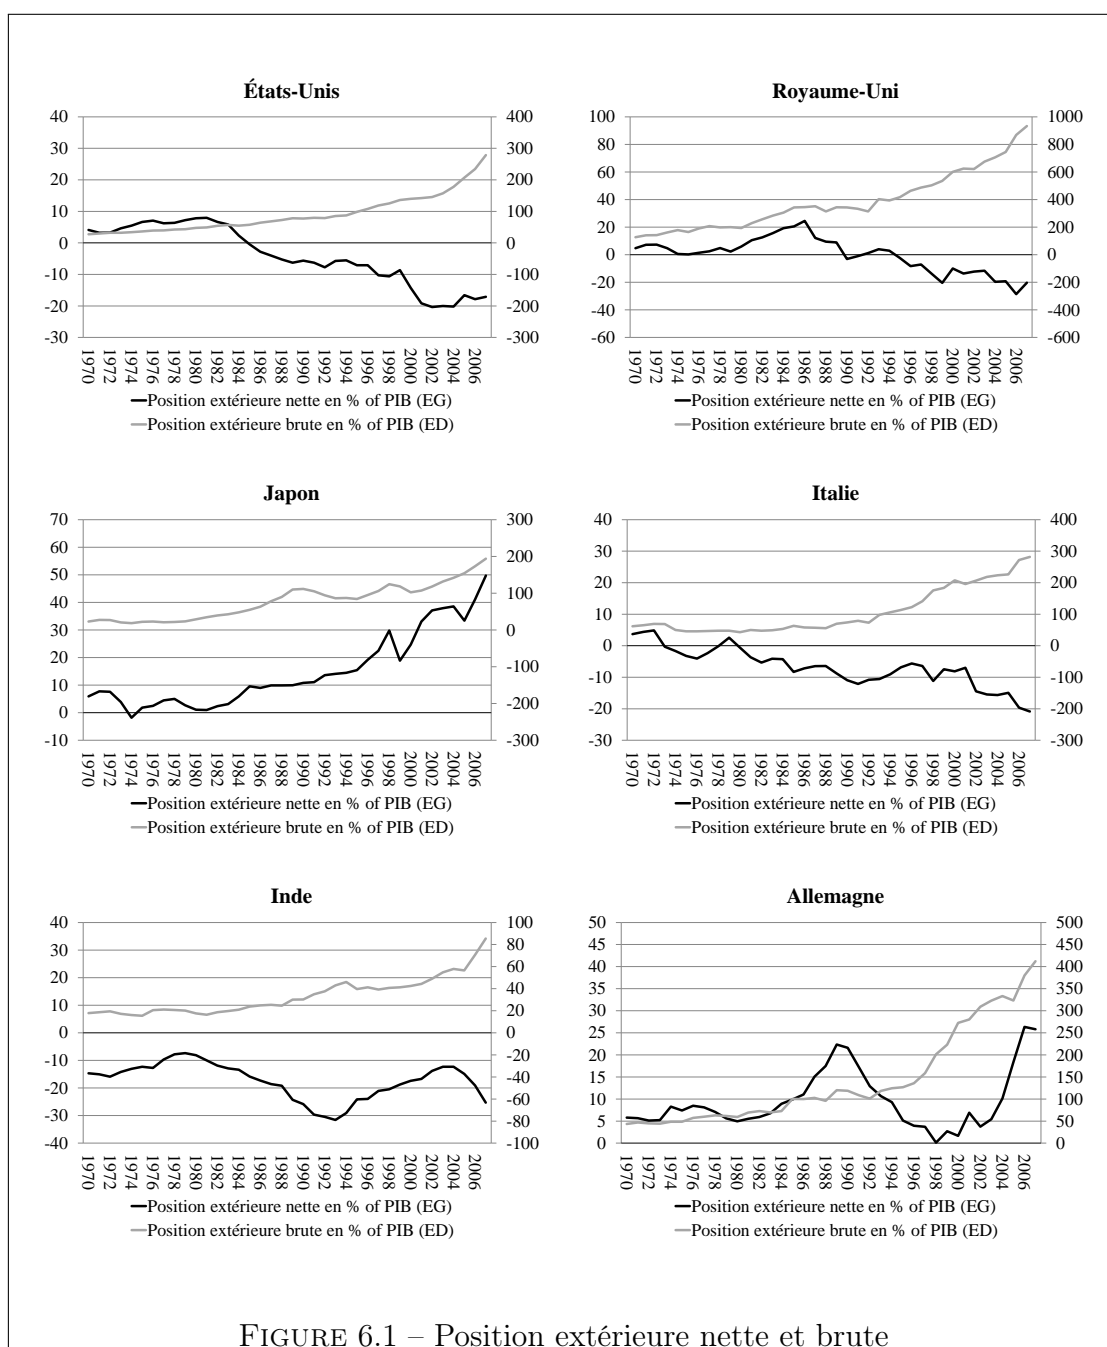 États-Unis
40 400
30 300
20 200
10 100
0 0
-10 -100
-20 -200
-30 -300
1970 1972 1974 1976 1978 1980 1982 1984 1986 1988 1990 1992 1994 1996 1998 2000 2002 2004 2006
Position extérieure nette en % of PIB (EG)
Position extérieure brute en % of PIB (ED)
Royaume-Uni
100 1000
80 800
60 600
40 400
20 200
0 0
-20 -200
-40 -400
-60 -600
1970 1972 1974 1976 1978 1980 1982 1984 1986 1988 1990 1992 1994 1996 1998 2000 2002 2004 2006
Position extérieure nette en % of PIB (EG)
Position extérieure brute en % of PIB (ED)
Japon
70 300
60 200
50 100
40 0
30 -100
20 -200
10 -300
0
-10
1970 1972 1974 1976 1978 1980 1982 1984 1986 1988 1990 1992 1994 1996 1998 2000 2002 2004 2006
Position extérieure nette en % of PIB (EG)
Position extérieure brute en % of PIB (ED)
Italie
40 400
30 300
20 200
10 100
0 0
-10 -100
-20 -200
-30 -300
1970 1972 1974 1976 1978 1980 1982 1984 1986 1988 1990 1992 1994 1996 1998 2000 2002 2004 2006
Position extérieure nette en % of PIB (EG)
Position extérieure brute en % of PIB (ED)
Inde
40 100
30 80
20 60
10 40
0 20
-10 0
-20 -20
-30 -40
-40 -60
-80
-100
1970 1972 1974 1976 1978 1980 1982 1984 1986 1988 1990 1992 1994 1996 1998 2000 2002 2004 2006
Position extérieure nette en % of PIB (EG)
Position extérieure brute en % of PIB (ED)
Allemagne
50 500
45 450
40 400
35 350
30 300
25 250
20 200
15 150
10 100
5 50
0 0
1970 1972 1974 1976 1978 1980 1982 1984 1986 1988 1990 1992 1994 1996 1998 2000 2002 2004 2006
Position extérieure nette en % of PIB (EG)
Position extérieure brute en % of PIB (ED)
FIGURE 6.1 – Position extérieure nette et brute